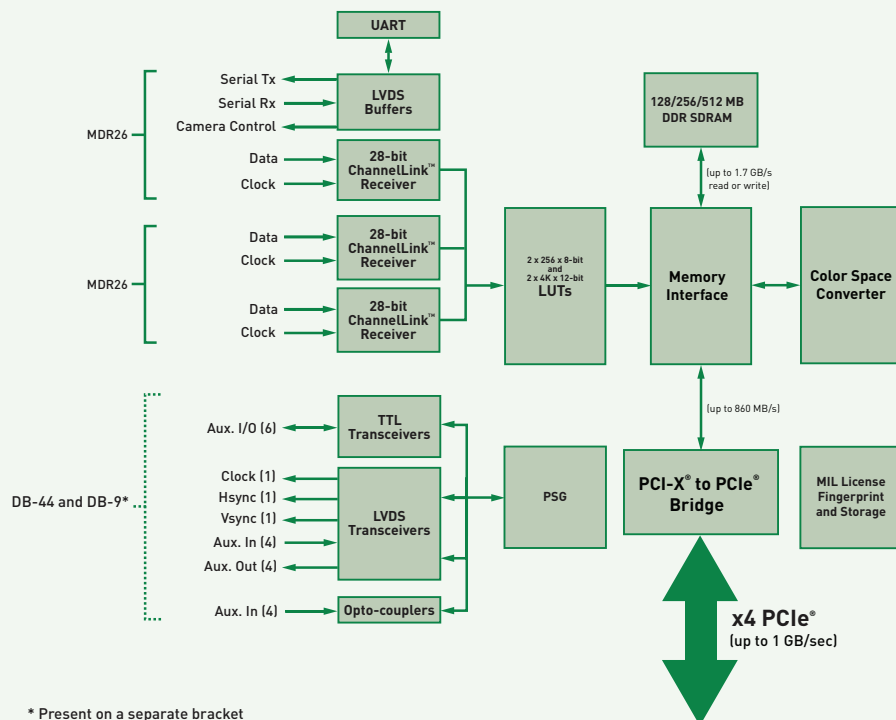 UART
Serial Tx
Serial Rx
Camera Control
LVDS
Buffers
MDR26
Data
Clock
28-bit
ChannelLink™
Receiver
MDR26
Data
Clock
28-bit
ChannelLink™
Receiver
Data
Clock
28-bit
ChannelLink™
Receiver
2 x 256 x 8-bit
and
2 x 4K x 12-bit
LUTs
128/256/512 MB
DDR SDRAM
(up to 1.7 GB/s
read or write)
Memory
Interface
Color Space
Converter
(up to 860 MB/s)
DB-44 and DB-9*
Aux. I/O (6)
TTL
Transceivers
Clock (1)
Hsync (1)
Vsync (1)
Aux. In (4)
Aux. Out (4)
LVDS
Transceivers
Aux. In (4)
Opto-couplers
PSG
PCI-X® to PCIe®
Bridge
MIL License
Fingerprint
and Storage
x4 PCIe®
(up to 1 GB/sec)
* Present on a separate bracket